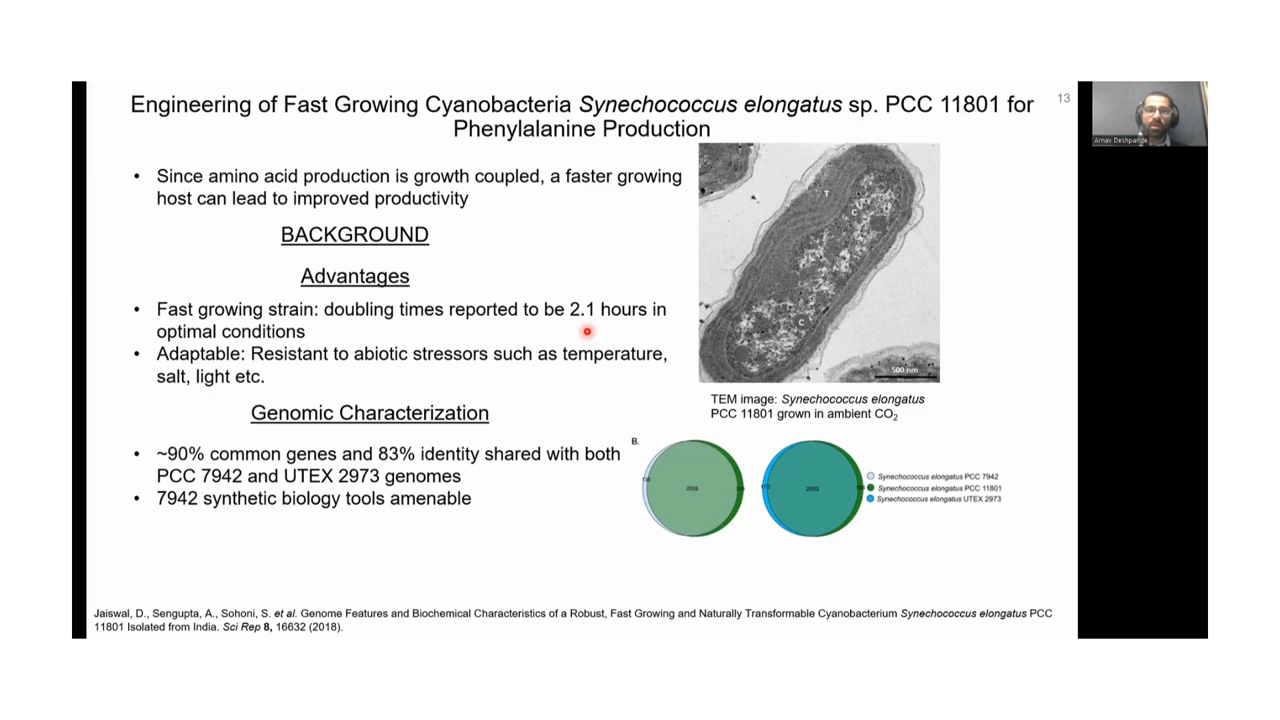 Engineering of Fast Growing Cyanobacteria Synechococcus elongatus sp. PCC 11801 for
Phenylalanine Production
13
Arnav Deshpande
• Since amino acid production is growth coupled, a faster growing
host can lead to improved productivity
BACKGROUND
Advantages
• Fast growing strain: doubling times reported to be 2.1 hours in
optimal conditions
• Adaptable: Resistant to abiotic stressors such as temperature,
salt, light etc.
Genomic Characterization
• ~90% common genes and 83% identity shared with both
PCC 7942 and UTEX 2973 genomes
• 7942 synthetic biology tools amenable
T
C
C
500 nm
TEM image: Synechococcus elongatus
PCC 11801 grown in ambient CO2
B.
2526
2553
Synechococcus elongatus PCC 7942
Synechococcus elongatus PCC 11801
Synechococcus elongatus UTEX 2973
Jaiswal, D., Sengupta, A., Sohoni, S. et al. Genome Features and Biochemical Characteristics of a Robust, Fast Growing and Naturally Transformable Cyanobacterium Synechococcus elongatus PCC
11801 Isolated from India. Sci Rep 8, 16632 (2018).